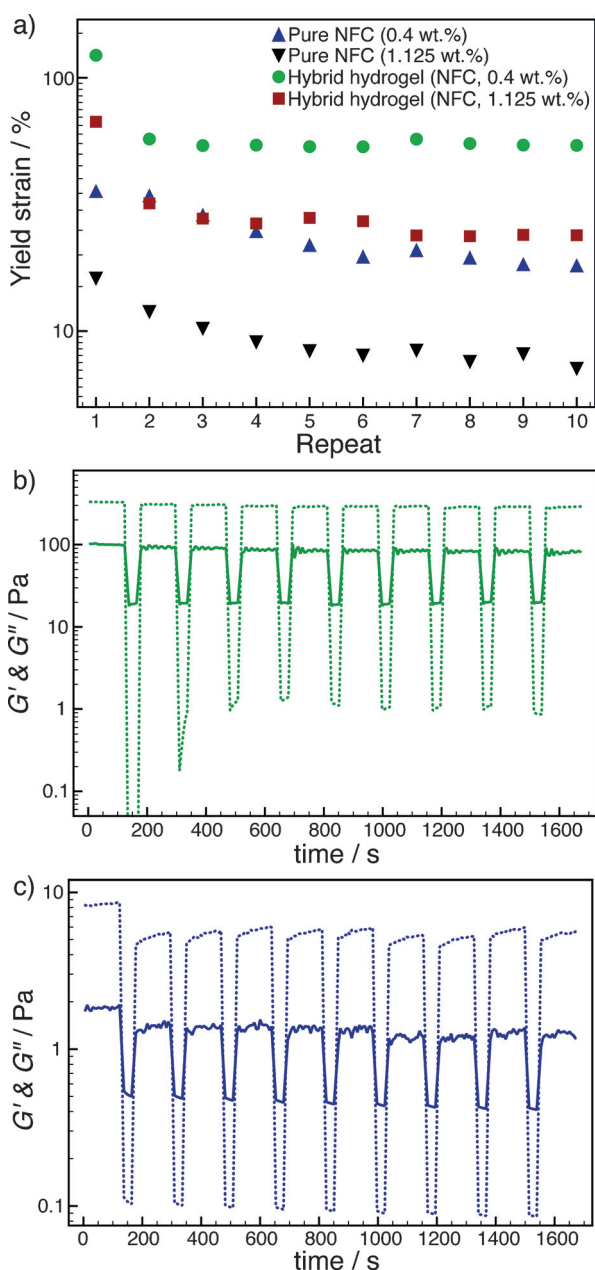 a)
Pure NFC (0.4 wt.%)
Pure NFC (1.125 wt.%)
Hybrid hydrogel (NFC, 0.4 wt.%)
Hybrid hydrogel (NFC, 1.125 wt.%)
Yield strain / %
100
10
1 2 3 4 5 6 7 8 9 10
Repeat
b)
G' & G'' / Pa
100
10
1
0.1
0 200 400 600 800 1000 1200 1400 1600
time / s
c)
G' & G'' / Pa
10
1
0.1
0 200 400 600 800 1000 1200 1400 1600
time / s